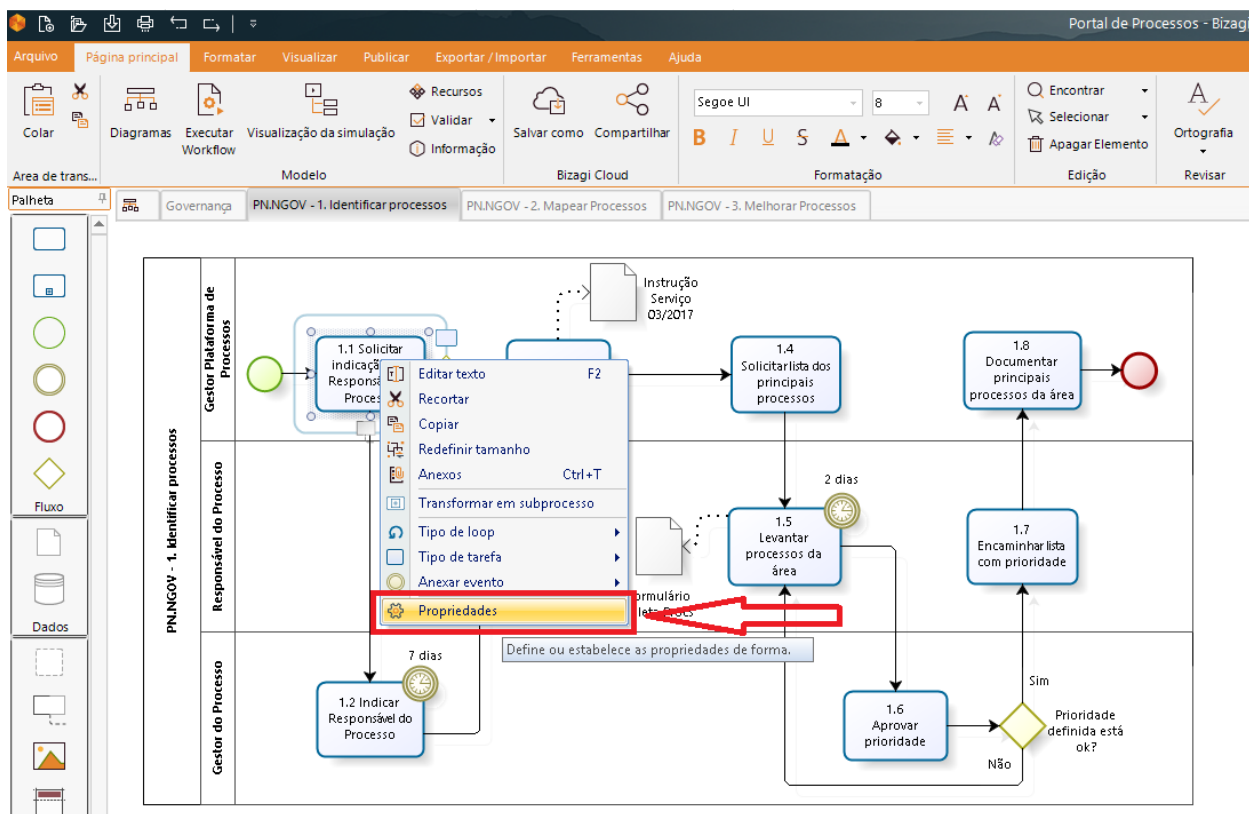 Portal de Processos - Bizagi
Arquivo
Página principal
Formatar
Visualizar
Publicar
Exportar / Importar
Ferramentas
Ajuda
Colar
Area de trans...
Diagramas
Executar
Workflow
Visualização da simulação
Recursos
Validar
Informação
Modelo
Salvar como
Compartilhar
Bizagi Cloud
Segoe UI
8
A
A
B
I
U
S
A
Formatação
Encontrar
Selecionar
Apagar Elemento
Edição
Ortografia
Revisar
Palheta
Governança
PN.NGOV - 1. Identificar processos
PN.NGOV - 2. Mapear Processos
PN.NGOV - 3. Melhorar Processos
Fluxo
Dados
PN.NGOV - 1. Identificar processos
Gestor Plataforma de
Processos
1.1 Solicitar
Instrução
Serviço
03/2017
1.4
Solicitar lista dos
principais
processos
1.8
Documentar
principais
processos da área
Editar texto F2
Recortar
Copiar
Redefinir tamanho
Anexos Ctrl+T
Transformar em subprocesso
Tipo de loop
Tipo de tarefa
Anexar evento
Propriedades
Define ou estabelece as propriedades de forma.
Responsável do Processo
2 dias
1.5
Levantar
processos da
área
1.7
Encaminhar lista
com prioridade
Gestor do Processo
7 dias
1.2 Indicar
Responsável do
Processo
1.6
Aprovar
prioridade
Sim
Prioridade
definida está
ok?
Não